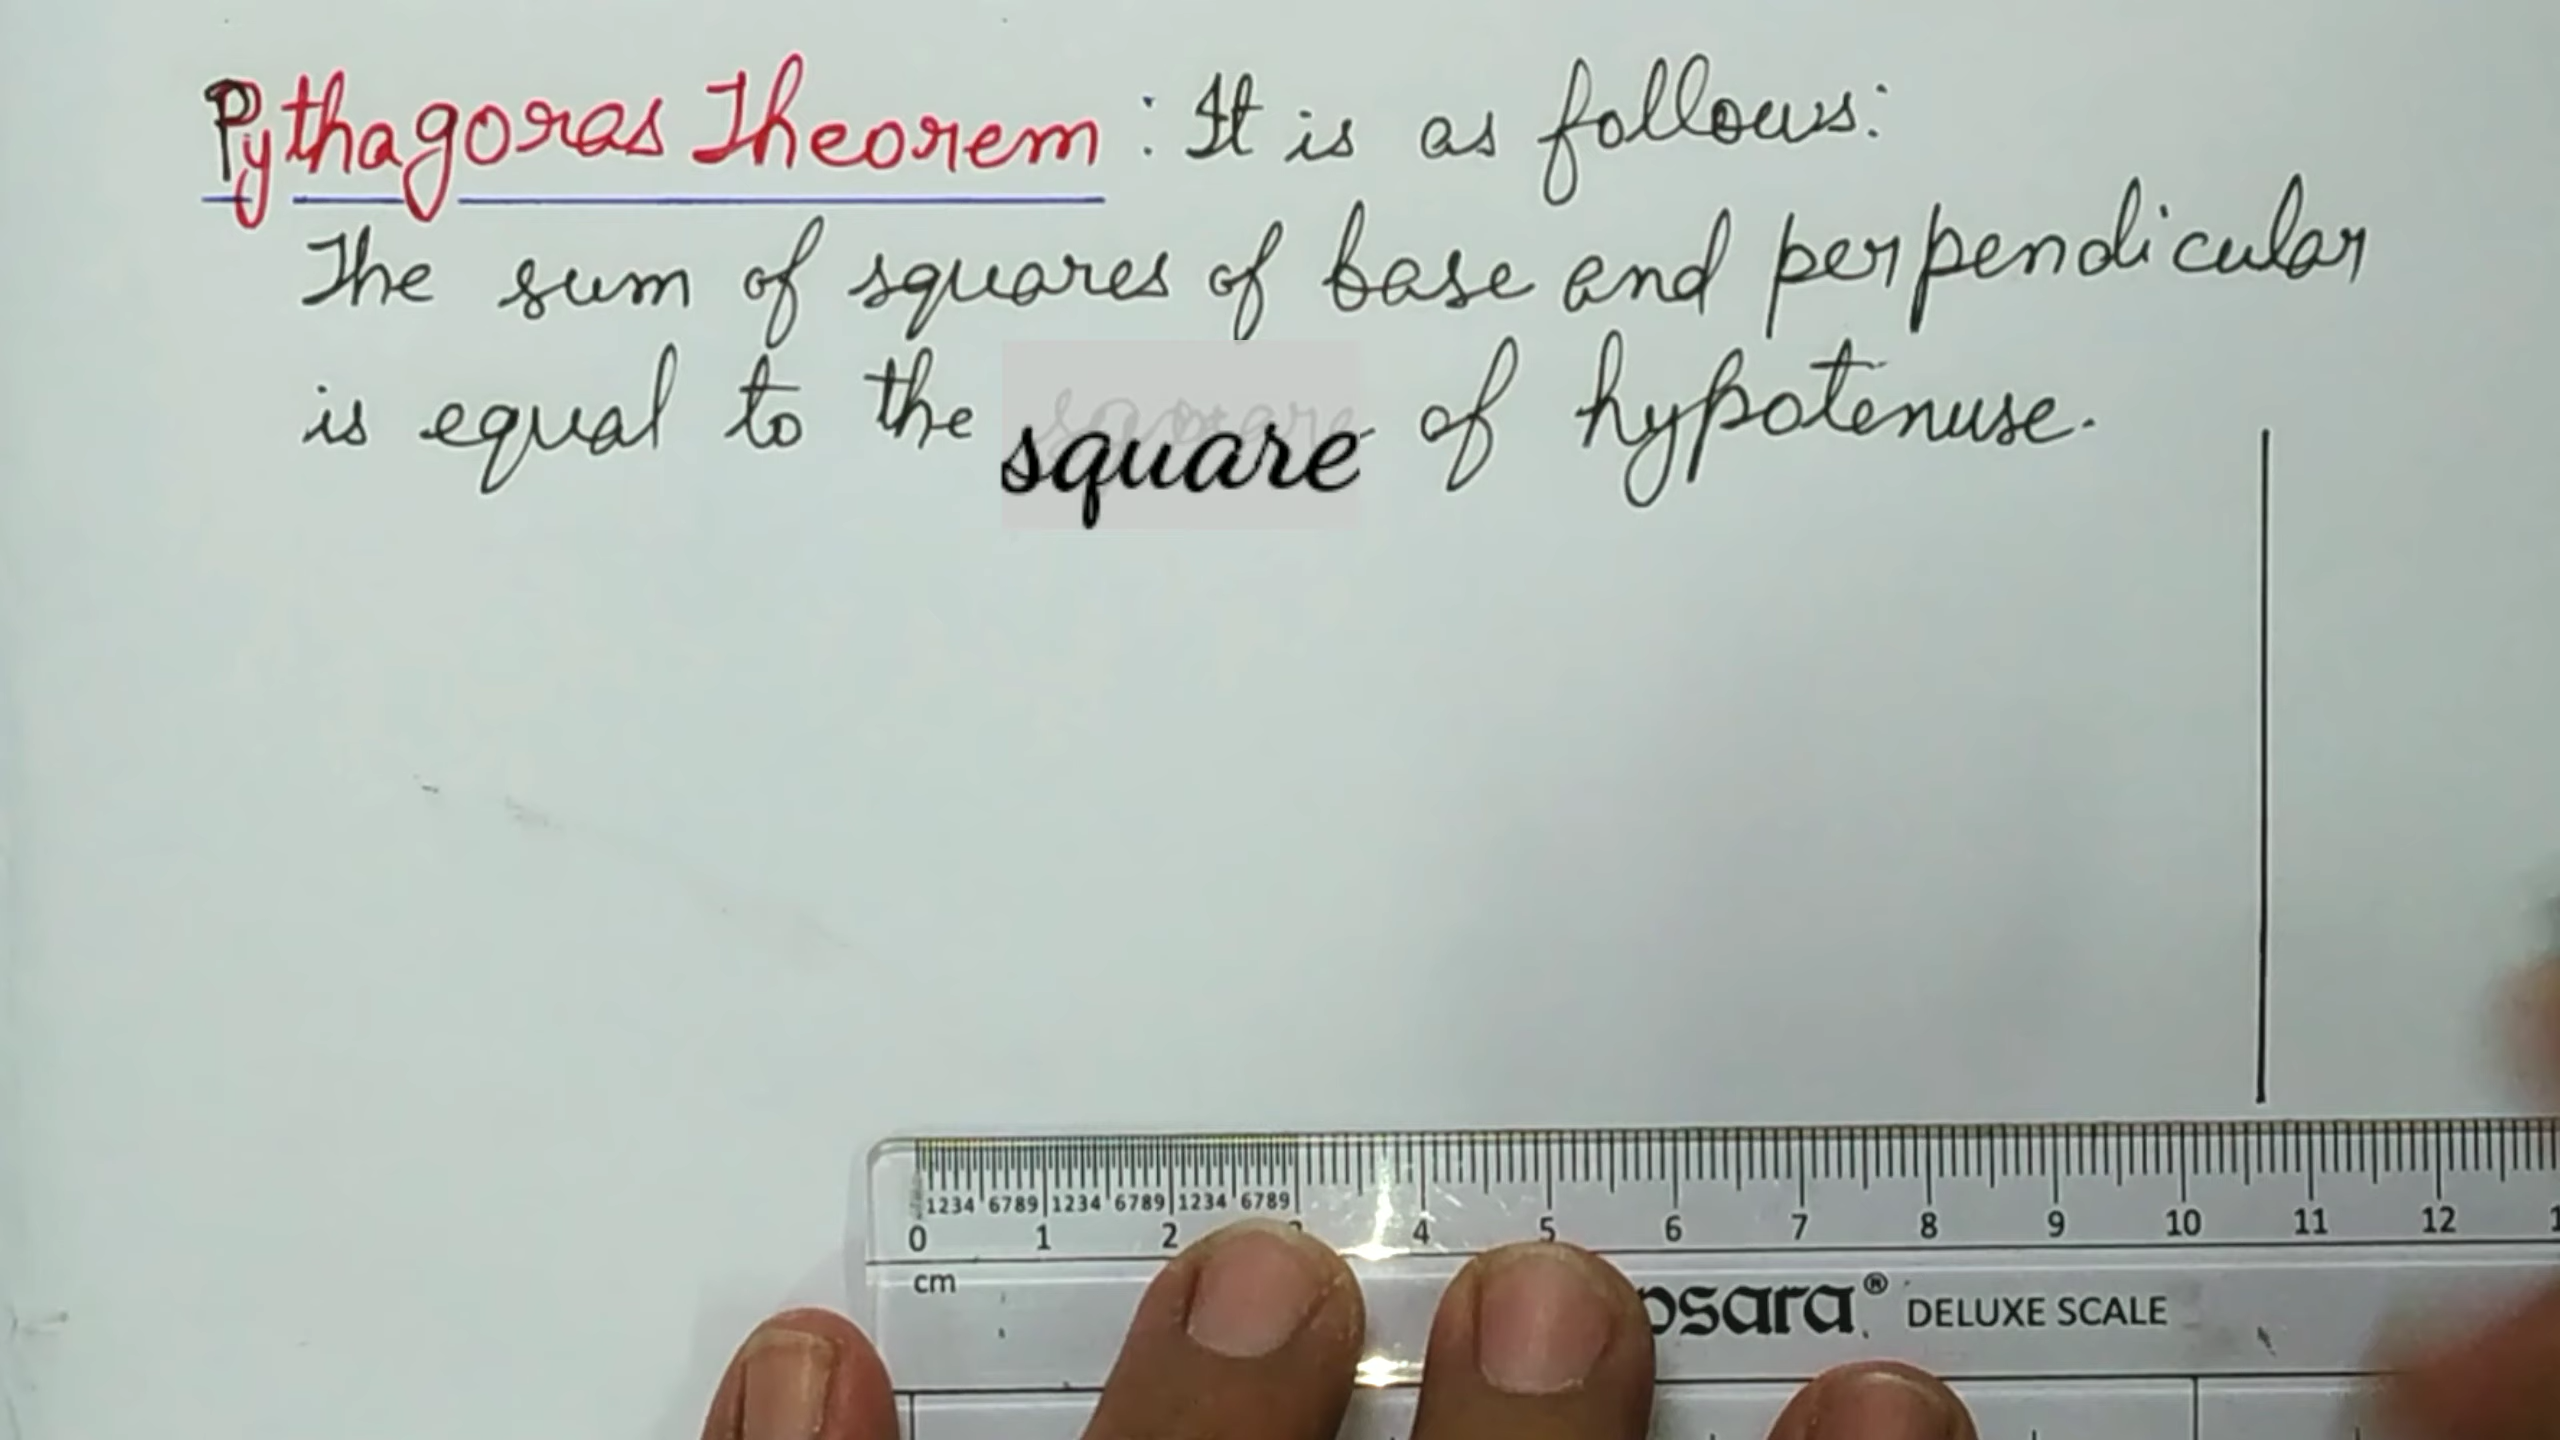 Pythagoras Theorem : It is as follows:
The sum of squares of base and perpendicular
is equal to the square of hypotenuse.
1234 6789 1234 6789 1234 6789
0 1 2 3 4 5 6 7 8 9 10 11 12
cm
DELUXE SCALE